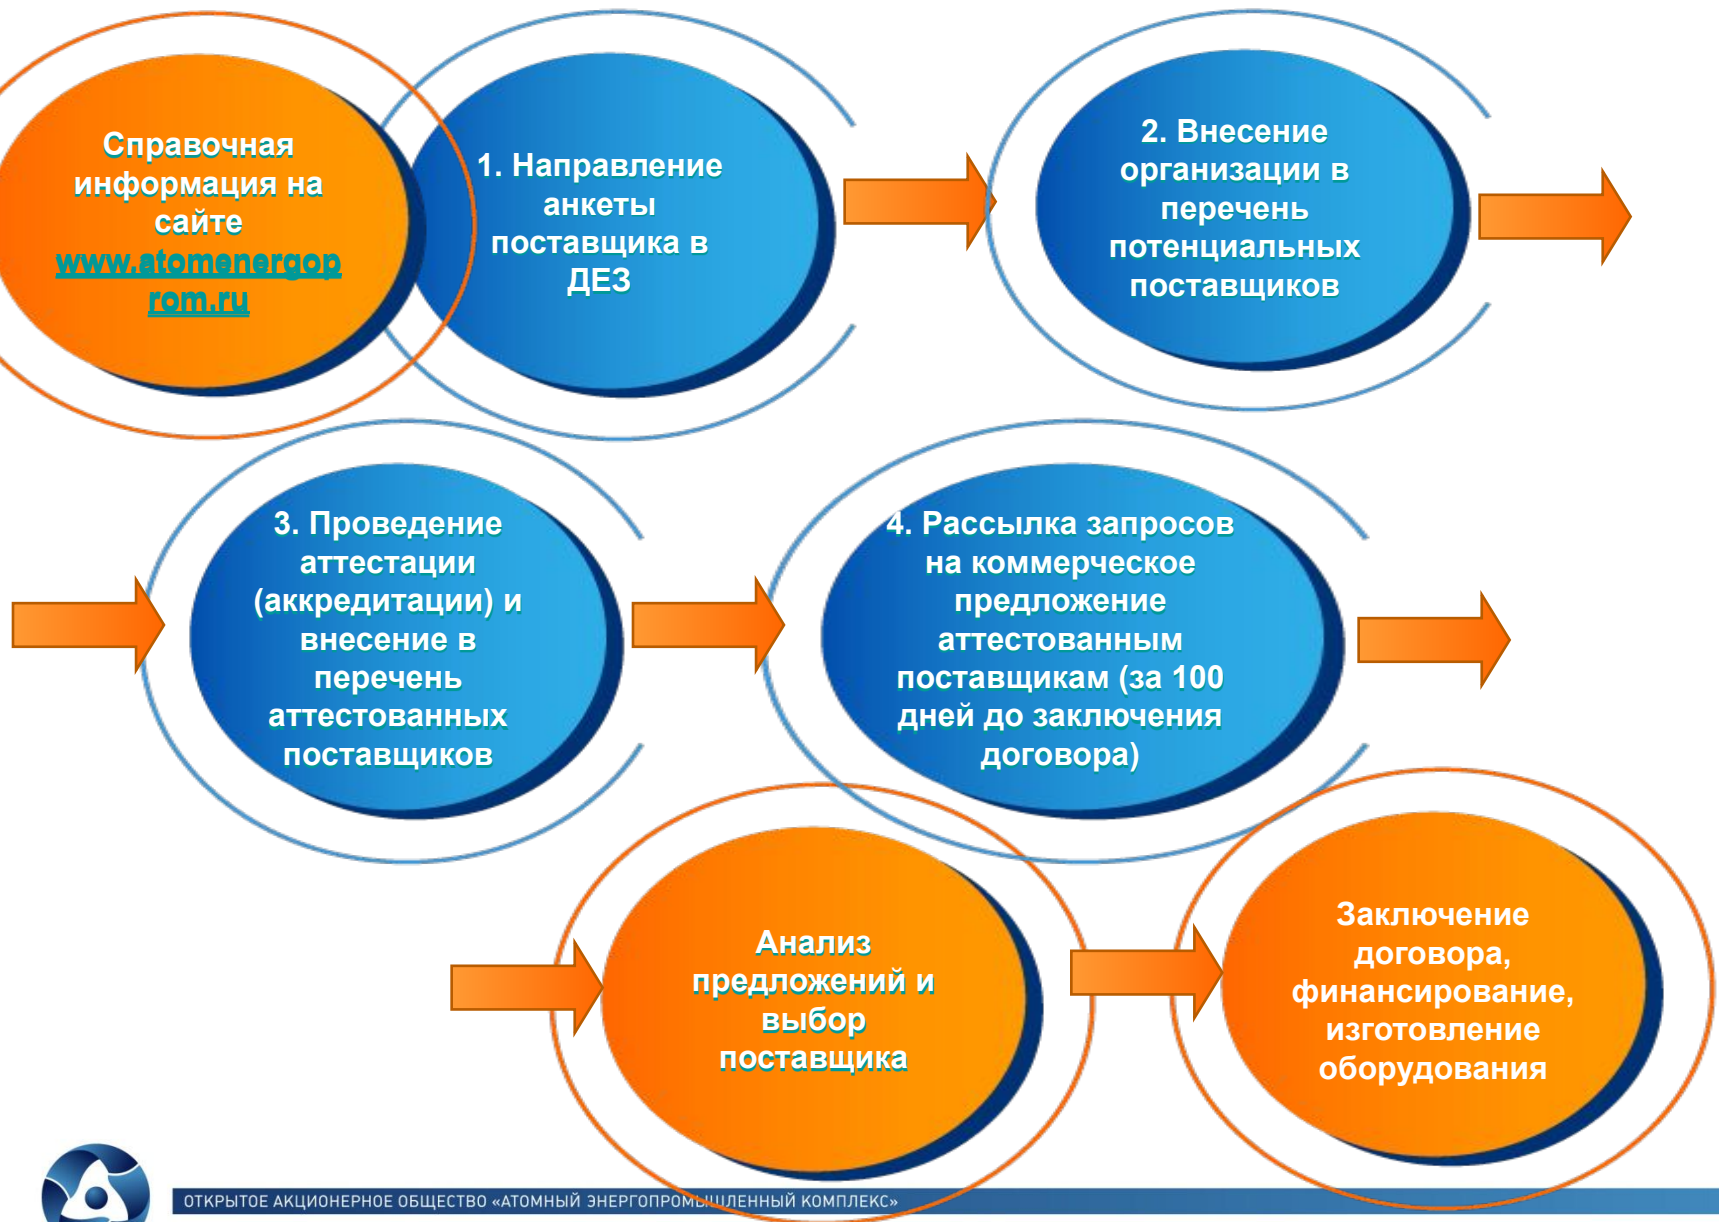 Справочная
информация на
сайте
www.atomenergop
rom.ru
1. Направление
анкеты
поставщика в
ДЕЗ
2. Внесение
организации в
перечень
потенциальных
поставщиков
3. Проведение
аттестации
(аккредитации) и
внесение в
перечень
аттестованных
поставщиков
4. Рассылка запросов
на коммерческое
предложение
аттестованным
поставщикам (за 100
дней до заключения
договора)
Анализ
предложений и
выбор
поставщика
Заключение
договора,
финансирование,
изготовление
оборудования
ОТКРЫТОЕ АКЦИОНЕРНОЕ ОБЩЕСТВО «АТОМНЫЙ ЭНЕРГОПРОМЫШЛЕННЫЙ КОМПЛЕКС»